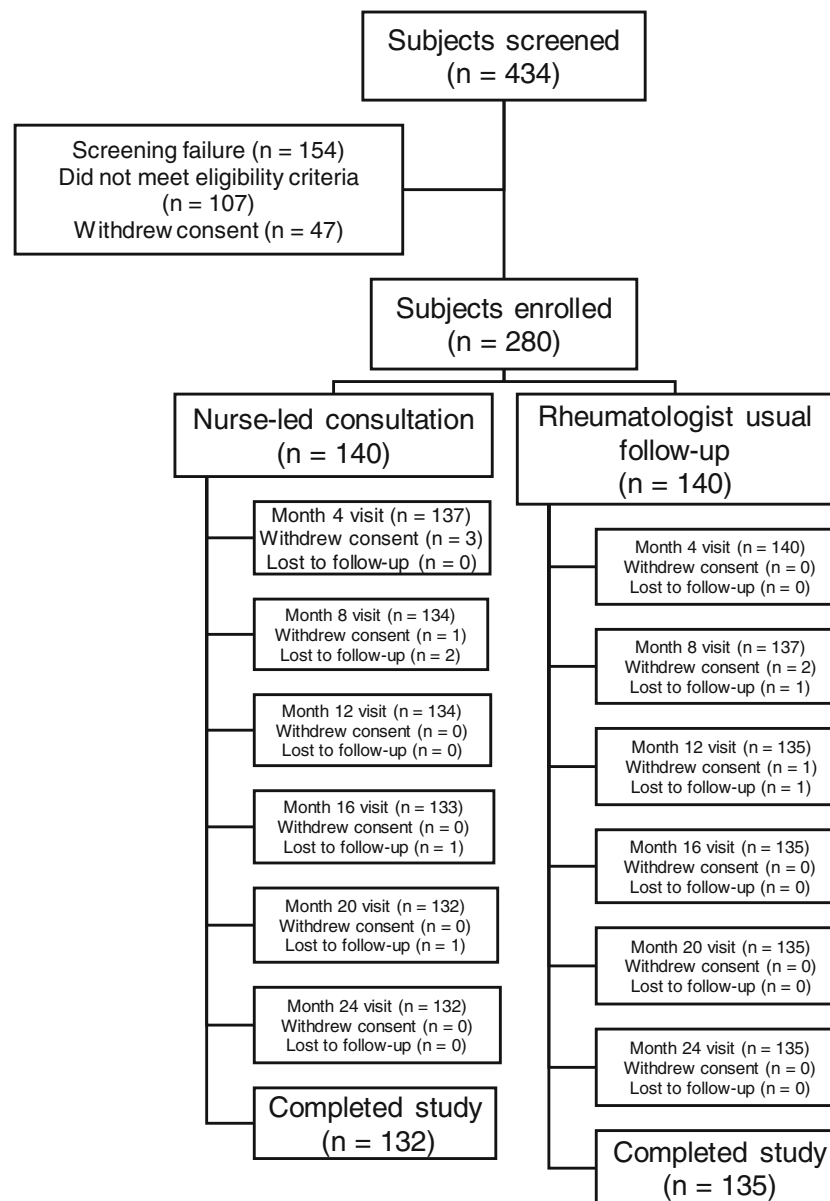 Subjects screened
(n = 434)
Screening failure (n = 154)
Did not meet eligibility criteria
(n = 107)
Withdrew consent (n = 47)
Subjects enrolled
(n = 280)
Nurse-led consultation
(n = 140)
Month 4 visit (n = 137)
Withdrew consent (n = 3)
Lost to follow-up (n = 0)
Month 8 visit (n = 134)
Withdrew consent (n = 1)
Lost to follow-up (n = 2)
Month 12 visit (n = 134)
Withdrew consent (n = 0)
Lost to follow-up (n = 0)
Month 16 visit (n = 133)
Withdrew consent (n = 0)
Lost to follow-up (n = 1)
Month 20 visit (n = 132)
Withdrew consent (n = 0)
Lost to follow-up (n = 1)
Month 24 visit (n = 132)
Withdrew consent (n = 0)
Lost to follow-up (n = 0)
Completed study
(n = 132)
Rheumatologist usual
follow-up
(n = 140)
Month 4 visit (n = 140)
Withdrew consent (n = 0)
Lost to follow-up (n = 0)
Month 8 visit (n = 137)
Withdrew consent (n = 2)
Lost to follow-up (n = 1)
Month 12 visit (n = 135)
Withdrew consent (n = 1)
Lost to follow-up (n = 1)
Month 16 visit (n = 135)
Withdrew consent (n = 0)
Lost to follow-up (n = 0)
Month 20 visit (n = 135)
Withdrew consent (n = 0)
Lost to follow-up (n = 0)
Month 24 visit (n = 135)
Withdrew consent (n = 0)
Lost to follow-up (n = 0)
Completed study
(n = 135)